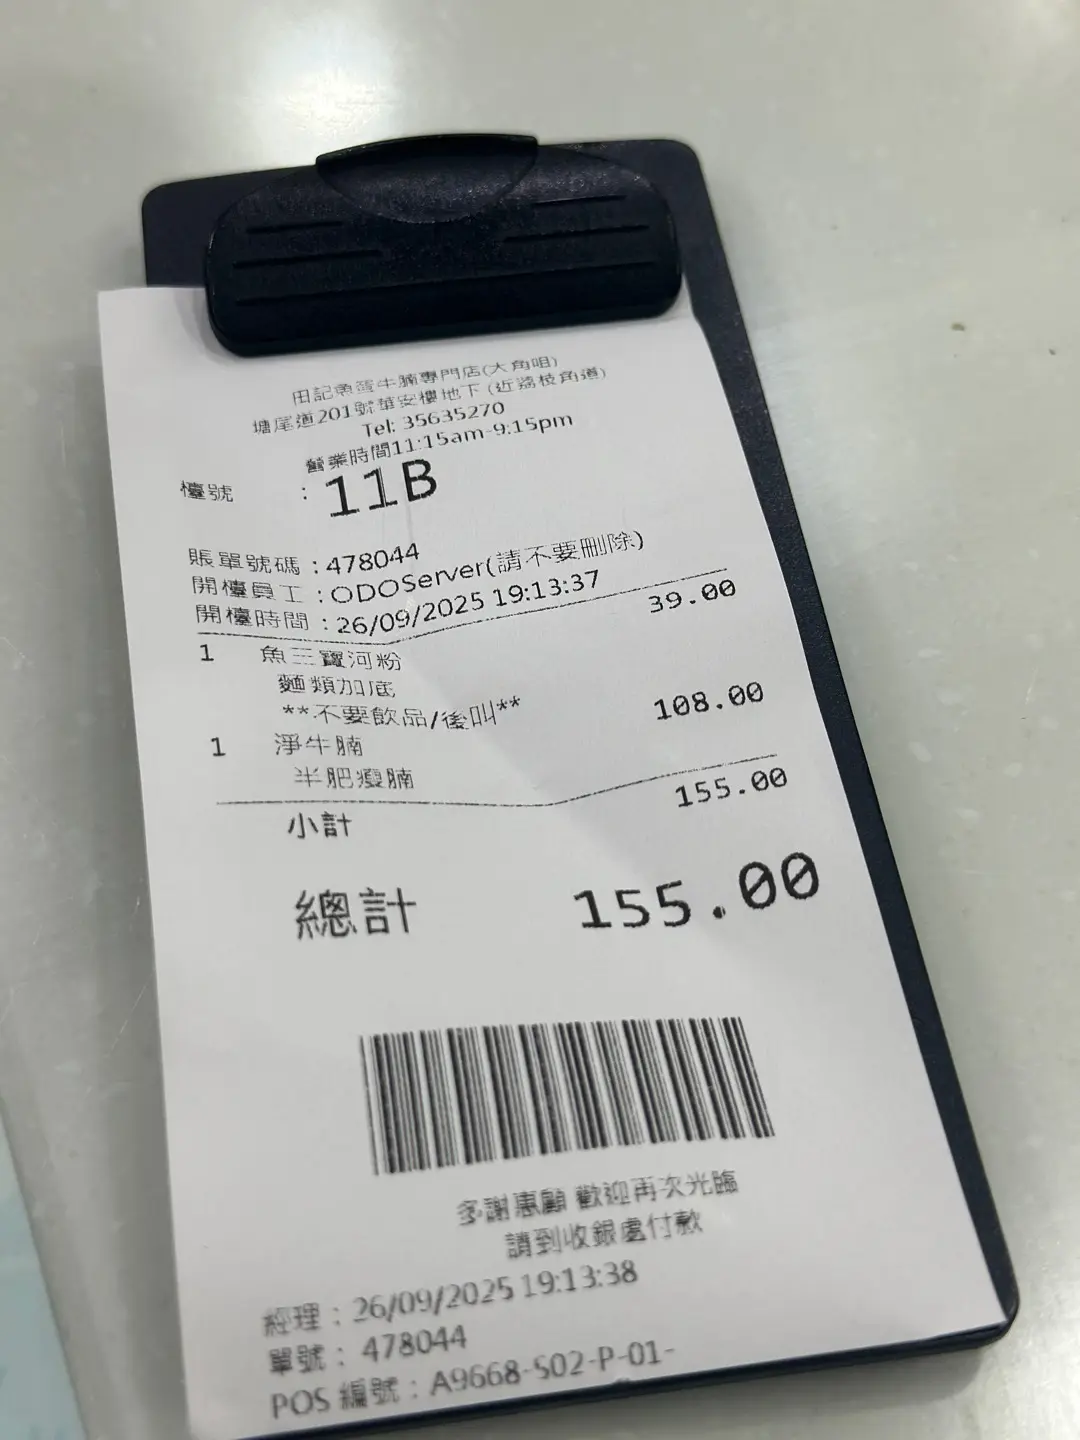 田記魚蛋牛腩專門店(大角咀)
塘尾道201號華安樓地下 (近荔枝角道)
Tel: 35635270
營業時間11:15am-9:15pm
檯號 : 11B
賬單號碼 : 478044
開檯員工 : ODOServer(請不要刪除)
開檯時間 : 26/09/2025 19:13:37
1 魚三寶河粉 39.00
麵類加底
**不要飲品/後叫**
1 淨牛腩 108.00
半肥瘦腩
小計 155.00
總計 155.00
多謝惠顧 歡迎再次光臨
請到收銀處付款
經理 : 26/09/2025 19:13:38
單號 : 478044
POS 編號 : A9668-S02-P-01-